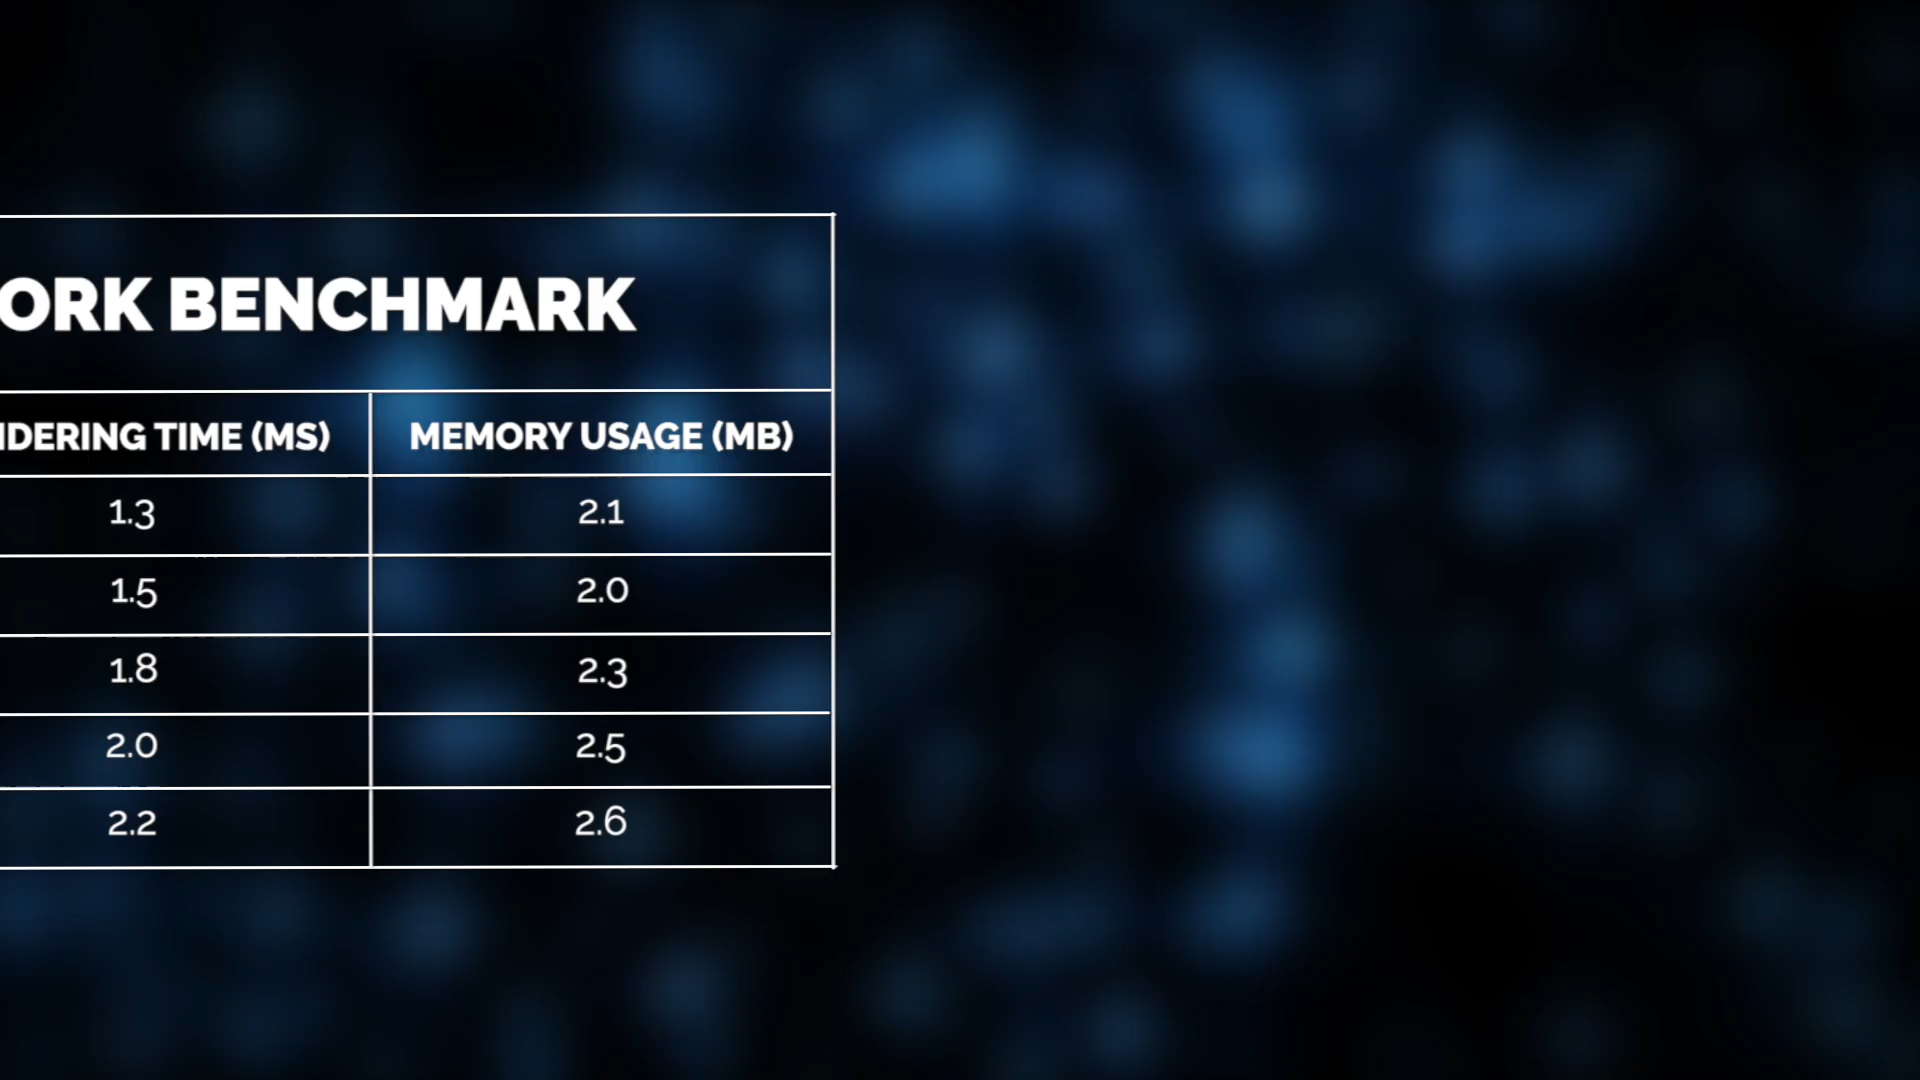 ORK BENCHMARK
NDERING TIME (MS) MEMORY USAGE (MB)
1.3 2.1
1.5 2.0
1.8 2.3
2.0 2.5
2.2 2.6